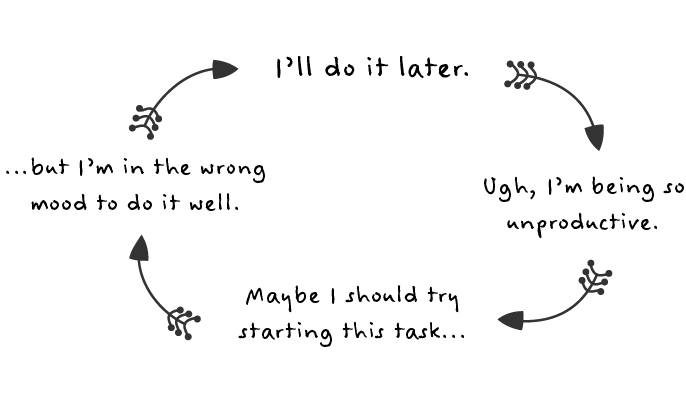 I'll do it later.
Ugh, I'm being so
unproductive.
Maybe I should try
starting this task...
...but I'm in the wrong
mood to do it well.